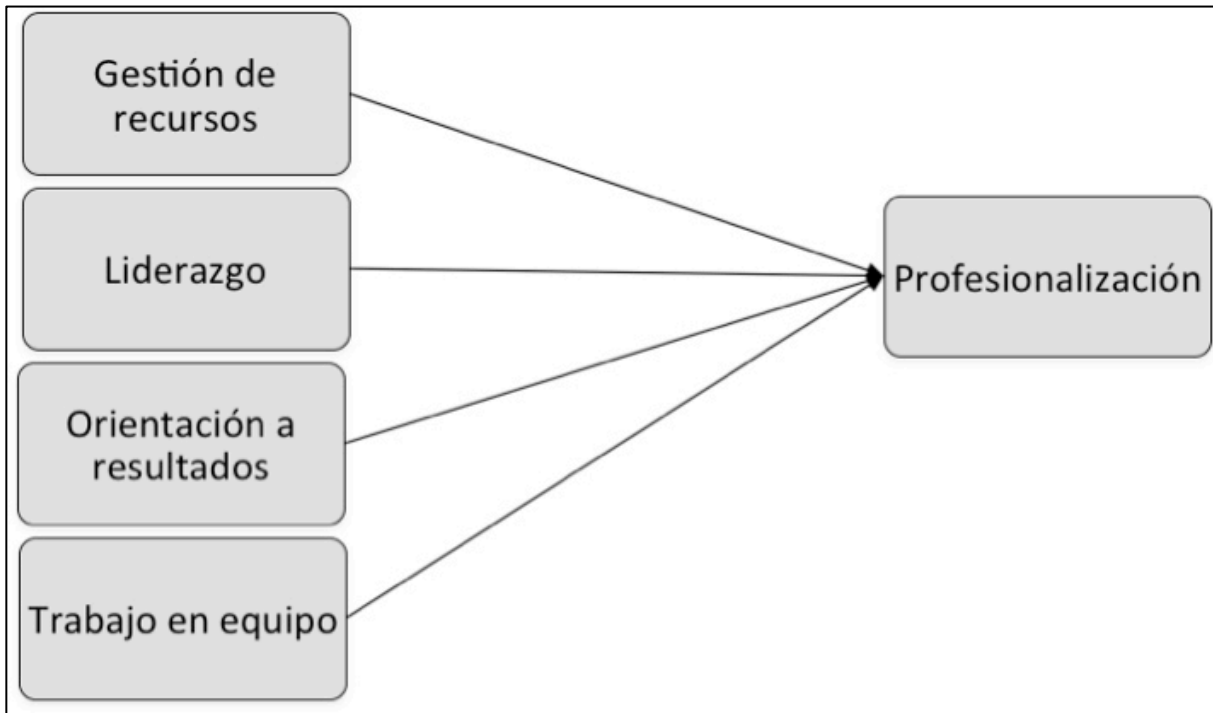 Gestión de
recursos
Liderazgo
Orientación a
resultados
Trabajo en equipo
Profesionalización